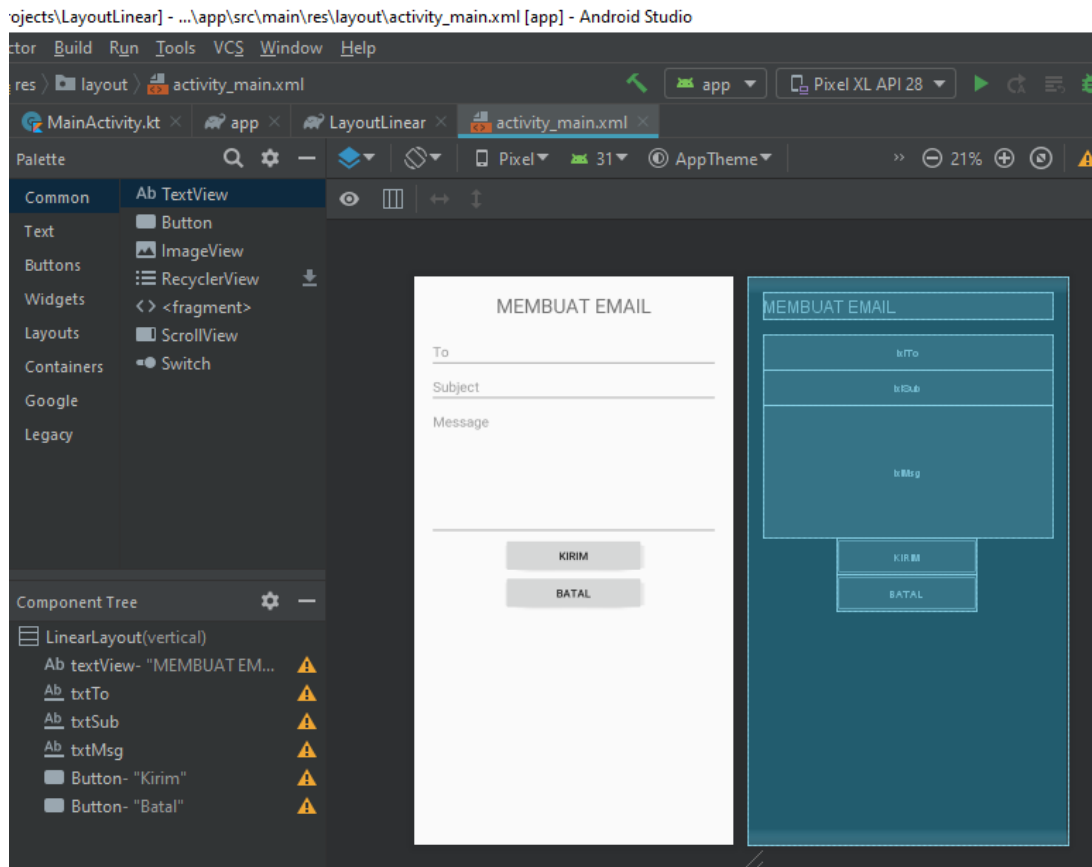 rojects\LayoutLinear] - ...\app\src\main\res\layout\activity_main.xml [app] - Android Studio
ctor Build Run Tools VCS Window Help
res layout activity_main.xml app Pixel XL API 28
MainActivity.kt app LayoutLinear activity_main.xml
Palette Pixel 31 AppTheme 21%
Common
Text
Buttons
Widgets
Layouts
Containers
Google
Legacy
Ab TextView
Button
ImageView
RecyclerView
<> <fragment>
ScrollView
Switch
MEMBUAT EMAIL
To
Subject
Message
KIRIM
BATAL
MEMBUAT EMAIL
txtTo
txtSub
txtMsg
KIRIM
BATAL
Component Tree
LinearLayout(vertical)
Ab textView- "MEMBUAT EM...
Ab txtTo
Ab txtSub
Ab txtMsg
Button- "Kirim"
Button- "Batal"